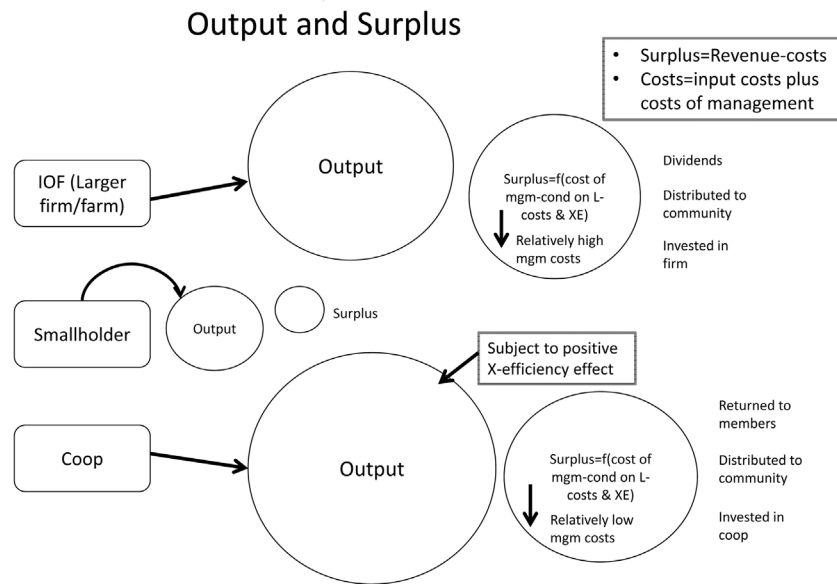 Output and Surplus
• Surplus=Revenue-costs
• Costs=input costs plus
costs of management
IOF (Larger
firm/farm)
Output
Surplus=f(cost of
mgm-cond on L-
costs & XE)
Relatively high
mgm costs
Dividends
Distributed to
community
Invested in
firm
Smallholder
Output
Surplus
Subject to positive
X-efficiency effect
Coop
Output
Surplus=f(cost of
mgm-cond on L-
costs & XE)
Relatively low
mgm costs
Returned to
members
Distributed to
community
Invested in
coop